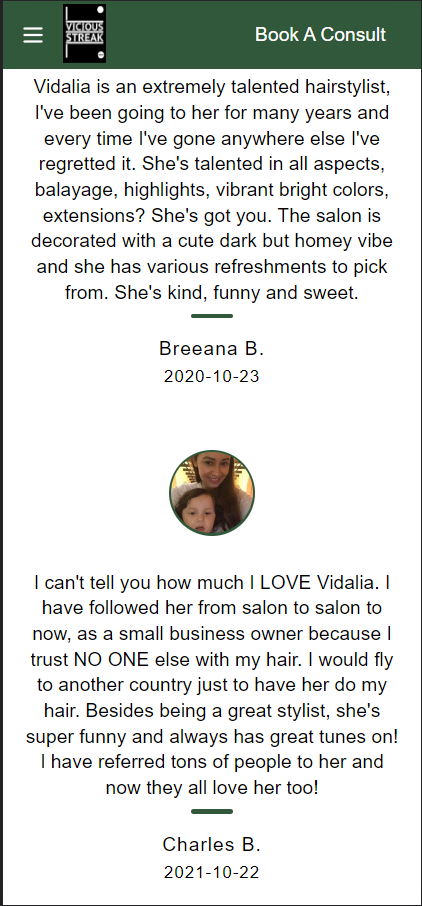 VICIOUS
STREAK
Book A Consult
Vidalia is an extremely talented hairstylist,
I've been going to her for many years and
every time I've gone anywhere else I've
regretted it. She's talented in all aspects,
balayage, highlights, vibrant bright colors,
extensions? She's got you. The salon is
decorated with a cute dark but homey vibe
and she has various refreshments to pick
from. She's kind, funny and sweet.
Breeana B.
2020-10-23
I can't tell you how much I LOVE Vidalia. I
have followed her from salon to salon to
now, as a small business owner because I
trust NO ONE else with my hair. I would fly
to another country just to have her do my
hair. Besides being a great stylist, she's
super funny and always has great tunes on!
I have referred tons of people to her and
now they all love her too!
Charles B.
2021-10-22